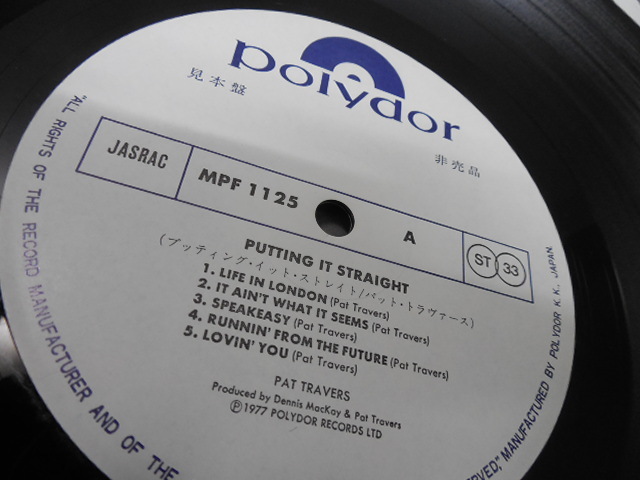 polydor
見本盤
非売品
JASRAC
MPF 1125
A
ST 33
PUTTING IT STRAIGHT
(プッティング・イット・ストレイト/パット・トラヴァース)
1. LIFE IN LONDON (Pat Travers)
2. IT AIN'T WHAT IT SEEMS (Pat Travers)
3. SPEAKEASY (Pat Travers)
4. RUNNIN' FROM THE FUTURE (Pat Travers)
5. LOVIN' YOU (Pat Travers)
PAT TRAVERS
Produced by Dennis MacKay & Pat Travers
Ⓟ1977 POLYDOR RECORDS LTD
"ALL RIGHTS OF THE RECORD MANUFACTURER AND OF THE
RVED," MANUFACTURED BY POLYDOR K. K., JAPAN.